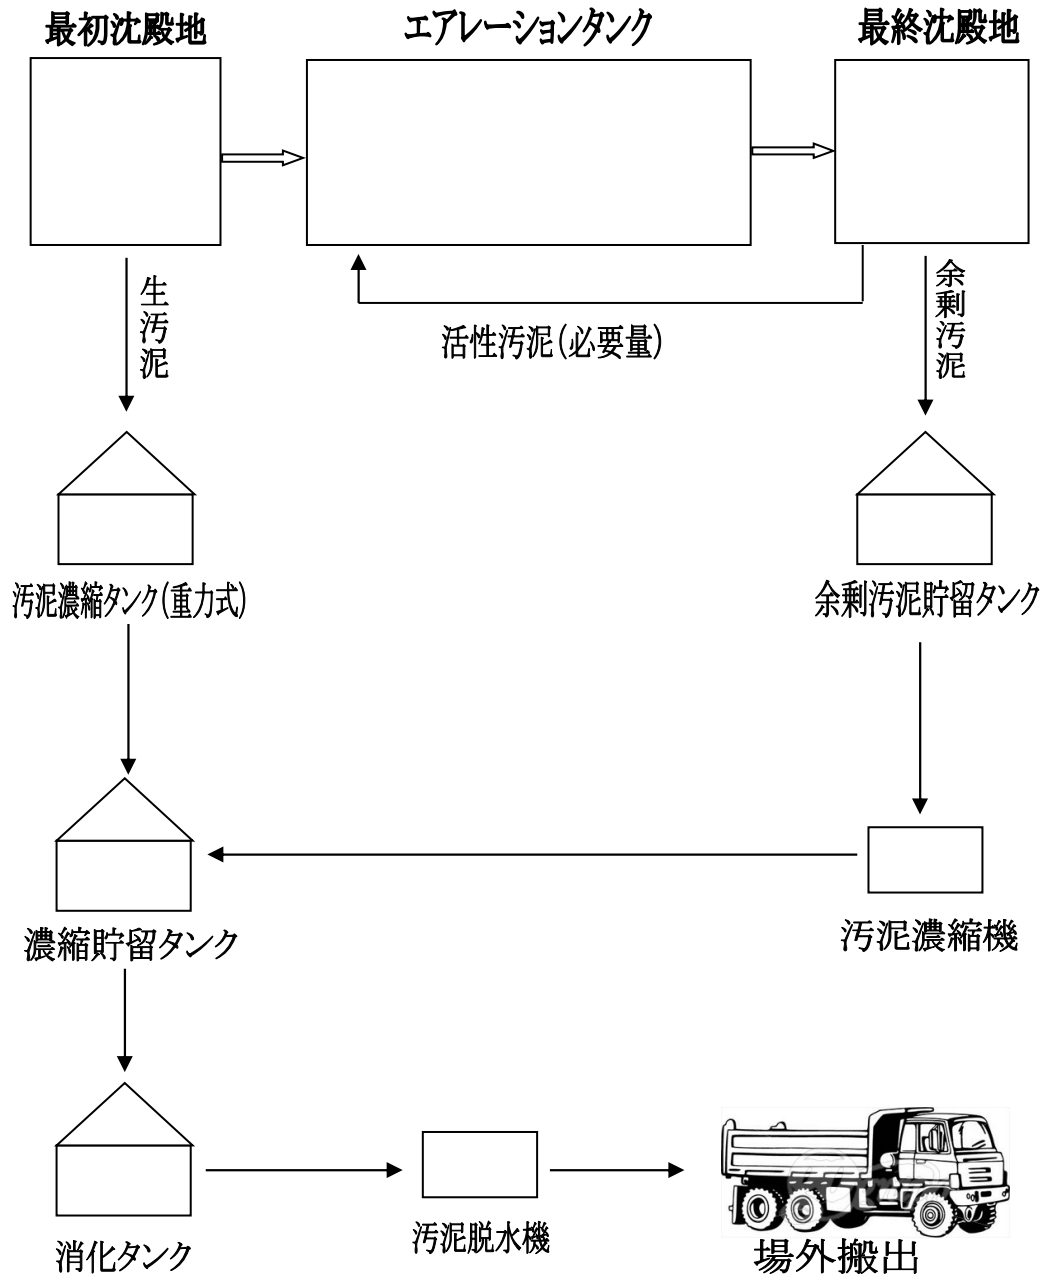 最初沈殿地
エアレーションタンク
最終沈殿地
生汚泥
活性汚泥(必要量)
余剰汚泥
汚泥濃縮タンク(重力式)
余剰汚泥貯留タンク
濃縮貯留タンク
汚泥濃縮機
消化タンク
汚泥脱水機
場外搬出